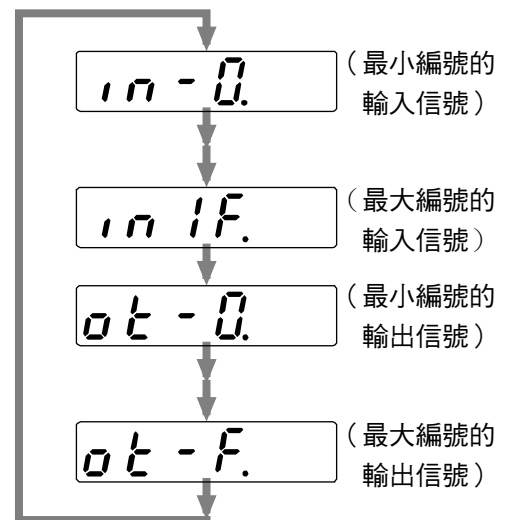 in-0.
（最小編號的
輸入信號）
in1F.
（最大編號的
輸入信號）
ot-0.
（最小編號的
輸出信號）
ot-F.
（最大編號的
輸出信號）